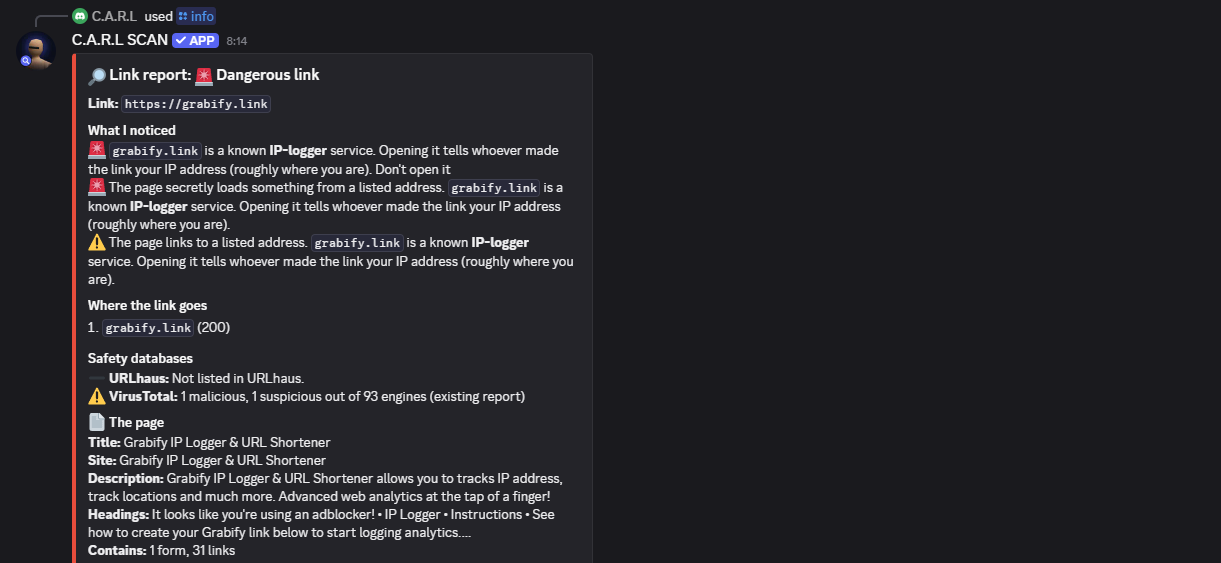 C.A.R.L used info
C.A.R.L SCAN APP 8:14
Link report: Dangerous link
Link: https://grabify.link
What I noticed
grabify.link is a known IP-logger service. Opening it tells whoever made
the link your IP address (roughly where you are). Don't open it
The page secretly loads something from a listed address. grabify.link is a
known IP-logger service. Opening it tells whoever made the link your IP address
(roughly where you are).
The page links to a listed address. grabify.link is a known IP-logger
service. Opening it tells whoever made the link your IP address (roughly where you
are).
Where the link goes
1. grabify.link (200)
Safety databases
URLhaus: Not listed in URLhaus.
VirusTotal: 1 malicious, 1 suspicious out of 93 engines (existing report)
The page
Title: Grabify IP Logger & URL Shortener
Site: Grabify IP Logger & URL Shortener
Description: Grabify IP Logger & URL Shortener allows you to tracks IP address,
track locations and much more. Advanced web analytics at the tap of a finger!
Headings: It looks like you're using an adblocker! • IP Logger • Instructions • See
how to create your Grabify link below to start logging analytics....
Contains: 1 form, 31 links